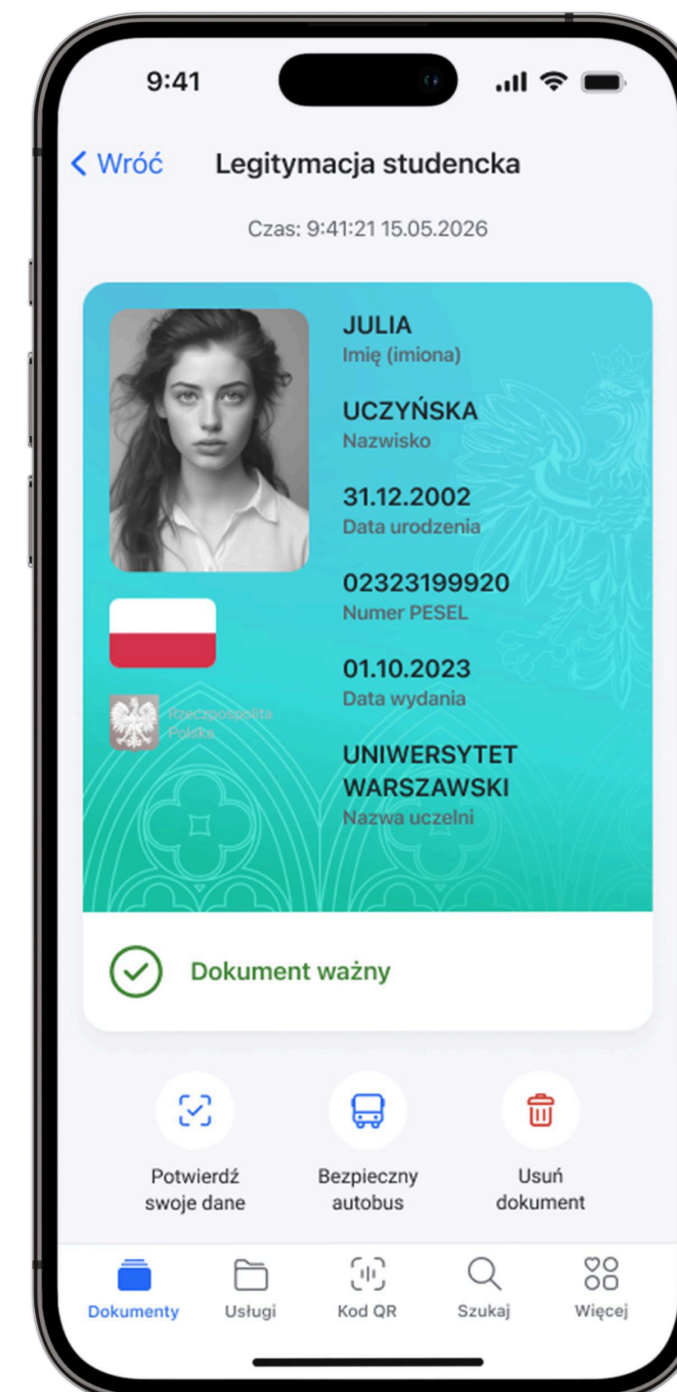 9:41
Wróć
Legitymacja studencka
Czas: 9:41:21 15.05.2026
JULIA
Imię (imiona)
UCZYŃSKA
Nazwisko
31.12.2002
Data urodzenia
02323199920
Numer PESEL
01.10.2023
Data wydania
Rzeczpospolita
Polska
UNIWERSYTET
WARSZAWSKI
Nazwa uczelni
Dokument ważny
Potwierdź
swoje dane
Bezpieczny
autobus
Usuń
dokument
Dokumenty
Usługi
Kod QR
Szukaj
Więcej